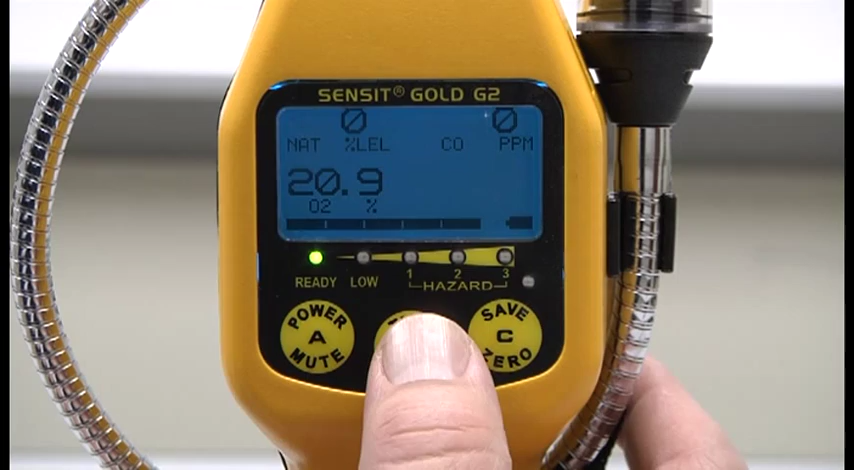 SENSIT® GOLD G2
0 0
NAT %LEL CO PPM
20.9
O2 %
READY LOW 1 2 3
HAZARD
POWER
A
MUTE
SAVE
C
ZERO